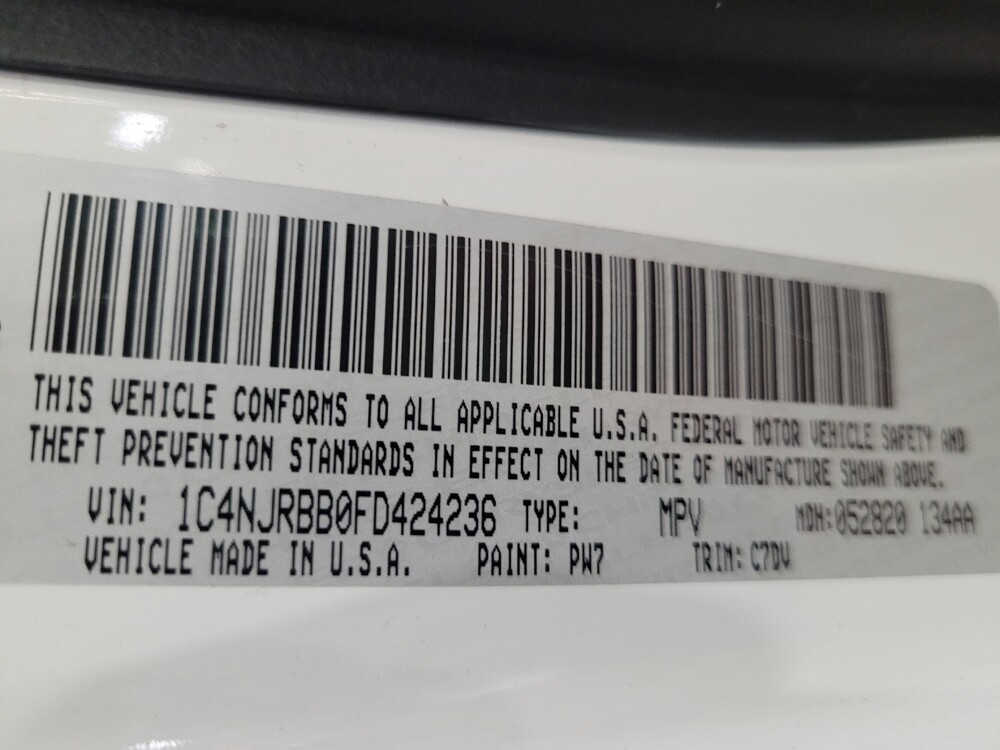 THIS VEHICLE CONFORMS TO ALL APPLICABLE U.S.A. FEDERAL MOTOR VEHICLE SAFETY AND
THEFT PREVENTION STANDARDS IN EFFECT ON THE DATE OF MANUFACTURE SHOWN ABOVE.
VIN: 1C4NJRBB0FD424236 TYPE: MPV MDH:052820 134AA
VEHICLE MADE IN U.S.A. PAINT: PW7 TRIM: C7DV